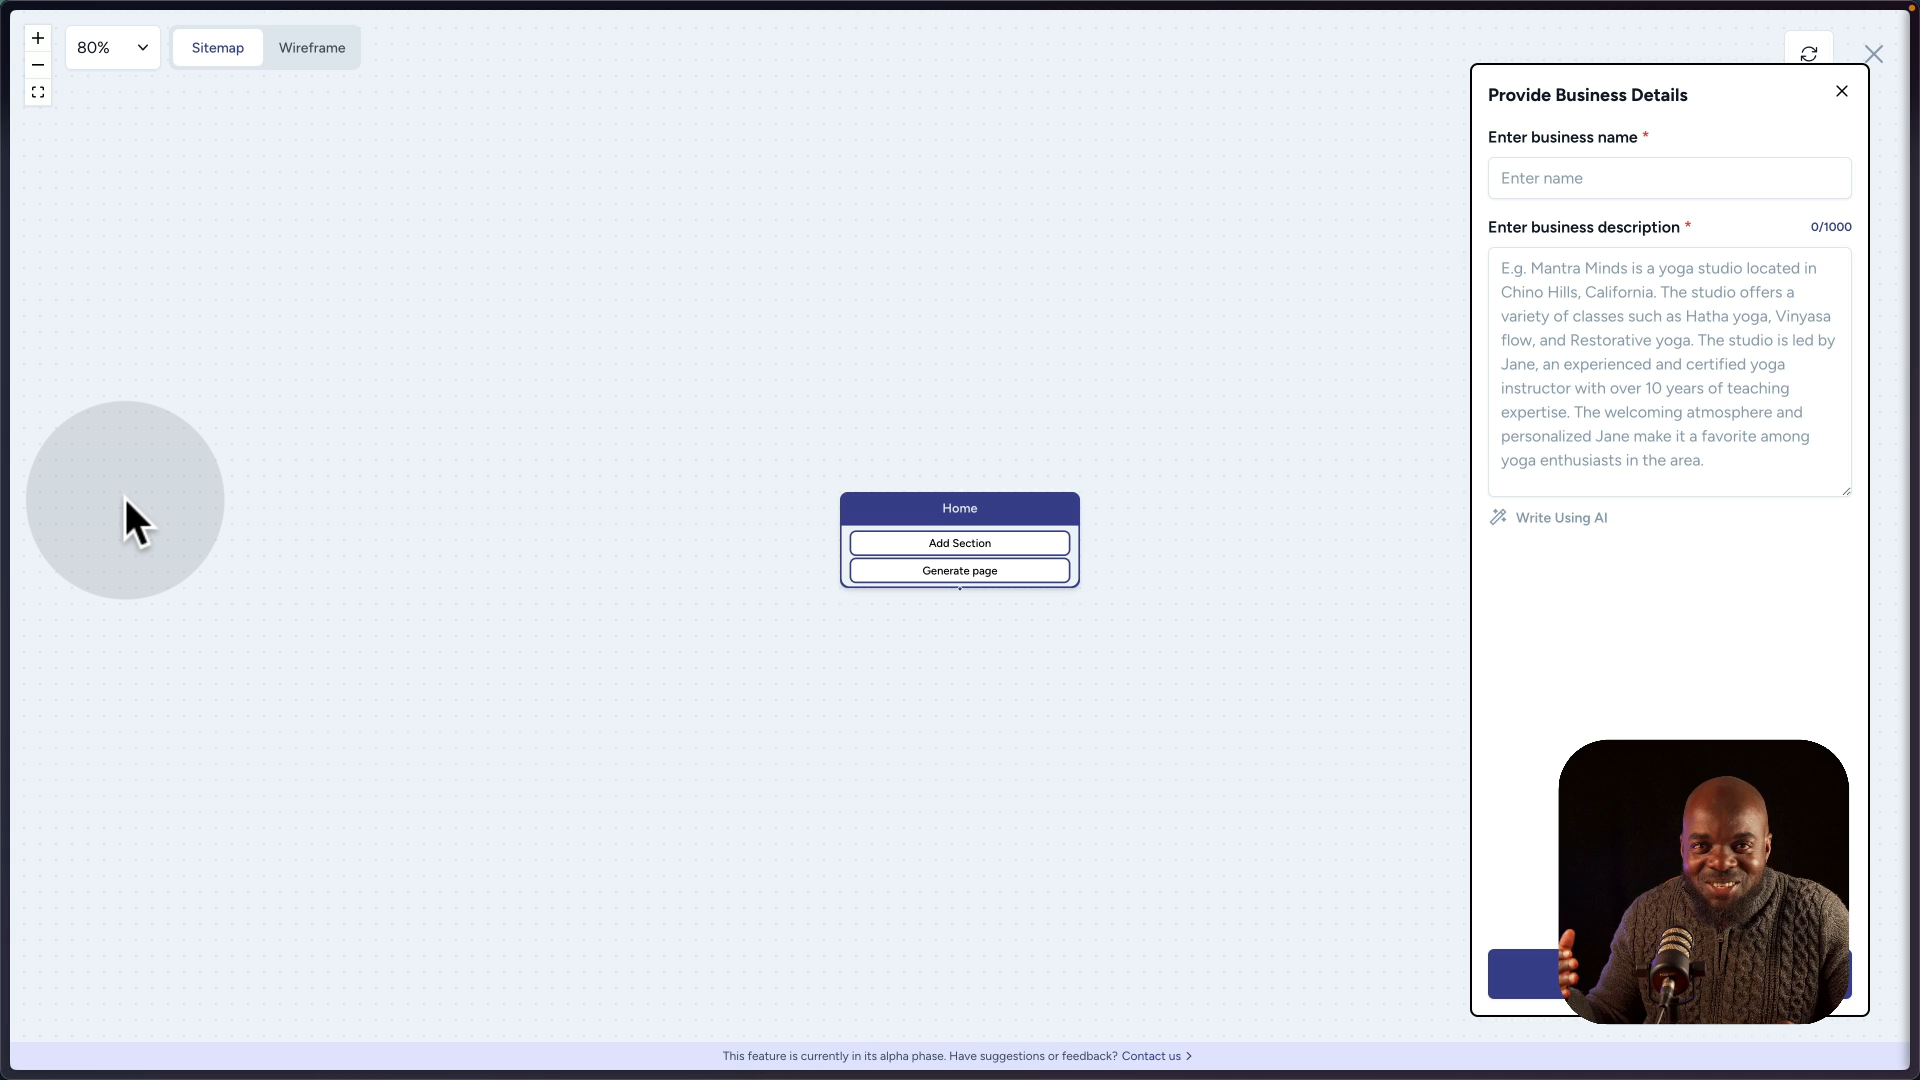 80%
Sitemap
Wireframe
Provide Business Details
Enter business name *
Enter name
Enter business description *
0/1000
E.g. Mantra Minds is a yoga studio located in
Chino Hills, California. The studio offers a
variety of classes such as Hatha yoga, Vinyasa
flow, and Restorative yoga. The studio is led by
Jane, an experienced and certified yoga
instructor with over 10 years of teaching
expertise. The welcoming atmosphere and
personalized Jane make it a favorite among
yoga enthusiasts in the area.
Write Using AI
Home
Add Section
Generate page
This feature is currently in its alpha phase. Have suggestions or feedback? Contact us